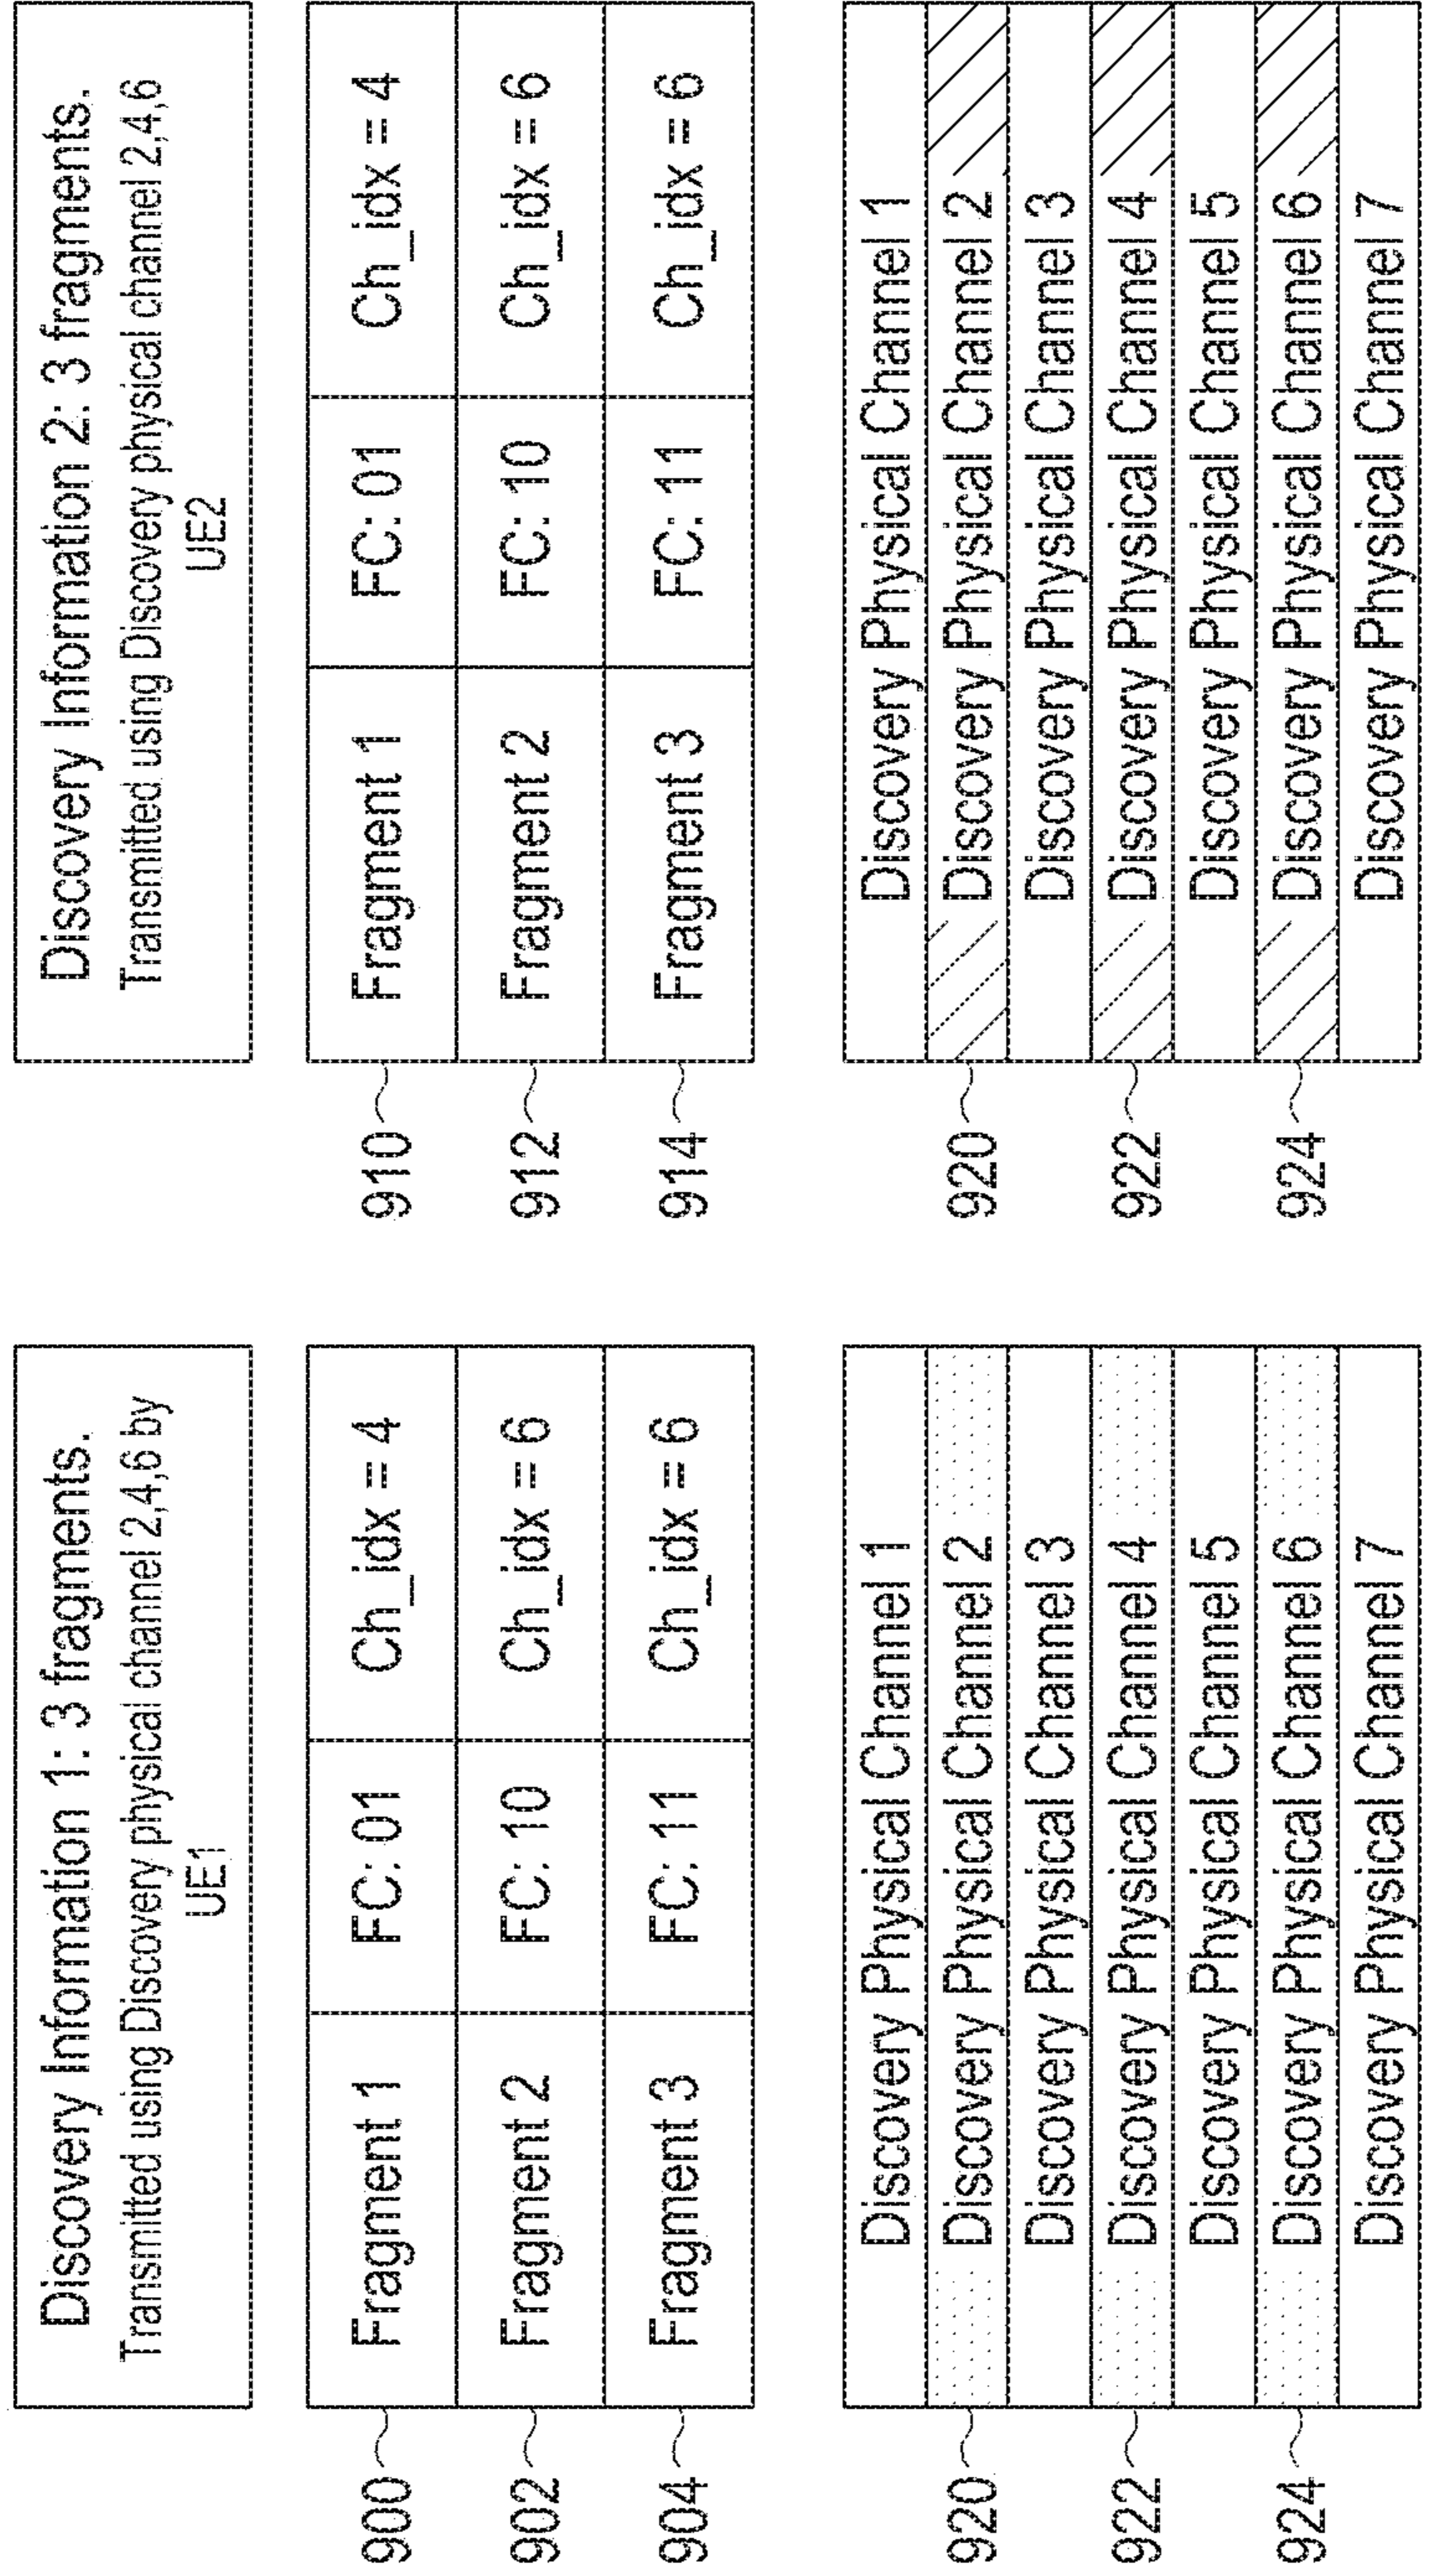 Discovery Information 1: 3 fragments.
Transmitted using Discovery physical channel 2,4,6 by
UE1
900 Fragment 1 FC: 01 Ch_idx = 4
902 Fragment 2 FC: 10 Ch_idx = 6
904 Fragment 3 FC: 11 Ch_idx = 6
Discovery Physical Channel 1
920 Discovery Physical Channel 2
Discovery Physical Channel 3
922 Discovery Physical Channel 4
Discovery Physical Channel 5
924 Discovery Physical Channel 6
Discovery Physical Channel 7
Discovery Information 2: 3 fragments.
Transmitted using Discovery physical channel 2,4,6
UE2
910 Fragment 1 FC: 01 Ch_idx = 4
912 Fragment 2 FC: 10 Ch_idx = 6
914 Fragment 3 FC: 11 Ch_idx = 6
Discovery Physical Channel 1
920 Discovery Physical Channel 2
Discovery Physical Channel 3
922 Discovery Physical Channel 4
Discovery Physical Channel 5
924 Discovery Physical Channel 6
Discovery Physical Channel 7